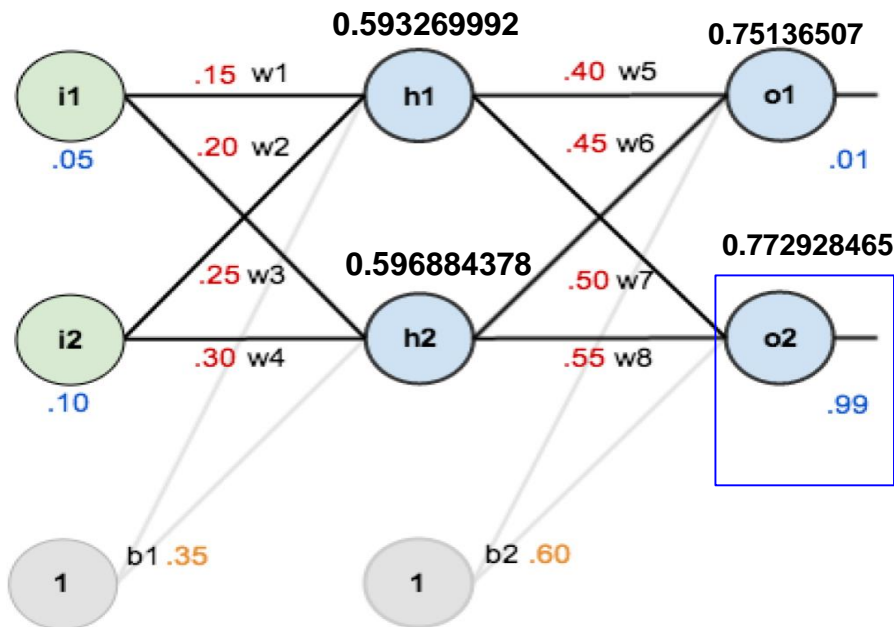 0.593269992
0.75136507
i1
.15 w1
h1
.40 w5
o1
.05
.20 w2
.45 w6
.01
0.596884378
0.772928465
.25 w3
.50 w7
i2
.30 w4
h2
.55 w8
o2
.10
.99
1
b1 .35
1
b2 .60